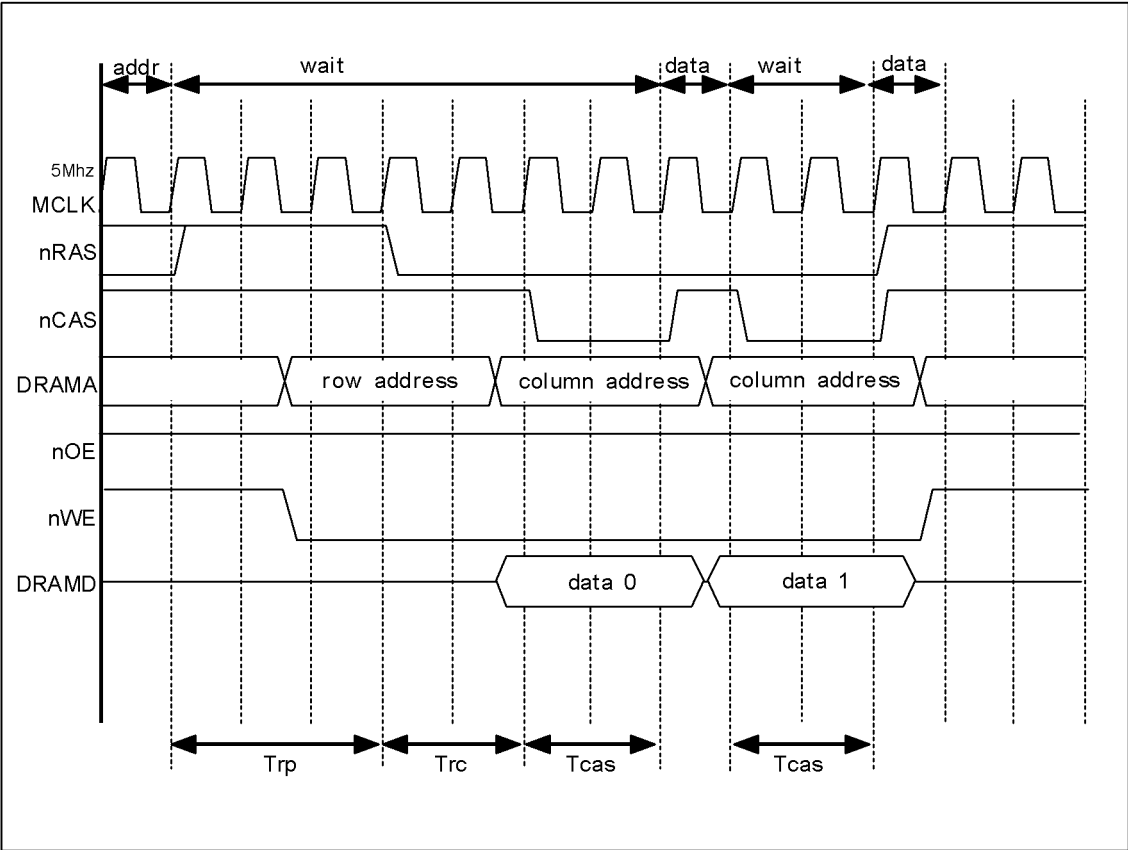 addr wait data wait data
5Mhz
MCLK
nRAS
nCAS
DRAMA row address column address column address
nOE
nWE
DRAMD data 0 data 1
Trp Trc Tcas Tcas